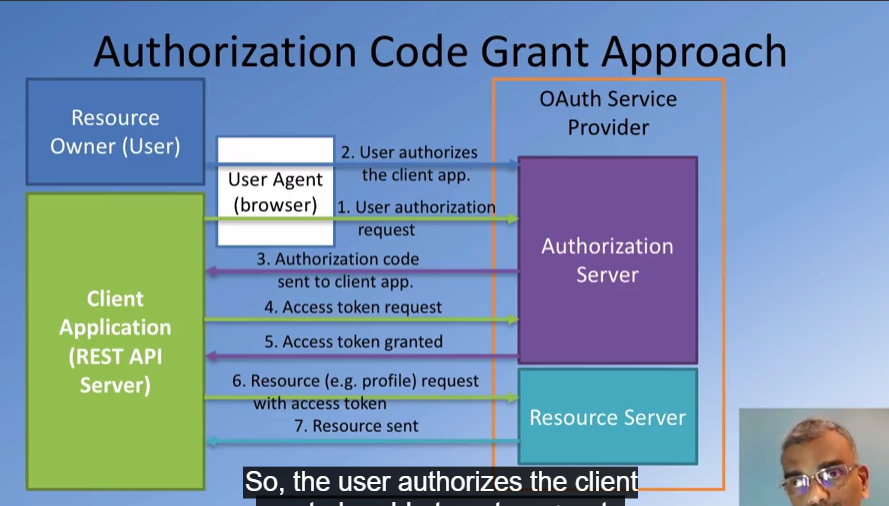 Authorization Code Grant Approach
Resource
Owner (User)
OAuth Service
Provider
User Agent
(browser)
2. User authorizes
the client app.
1. User authorization
request
3. Authorization code
sent to client app.
4. Access token request
5. Access token granted
6. Resource (e.g. profile) request
with access token
7. Resource sent
Client
Application
(REST API
Server)
Authorization
Server
Resource Server
So, the user authorizes the client